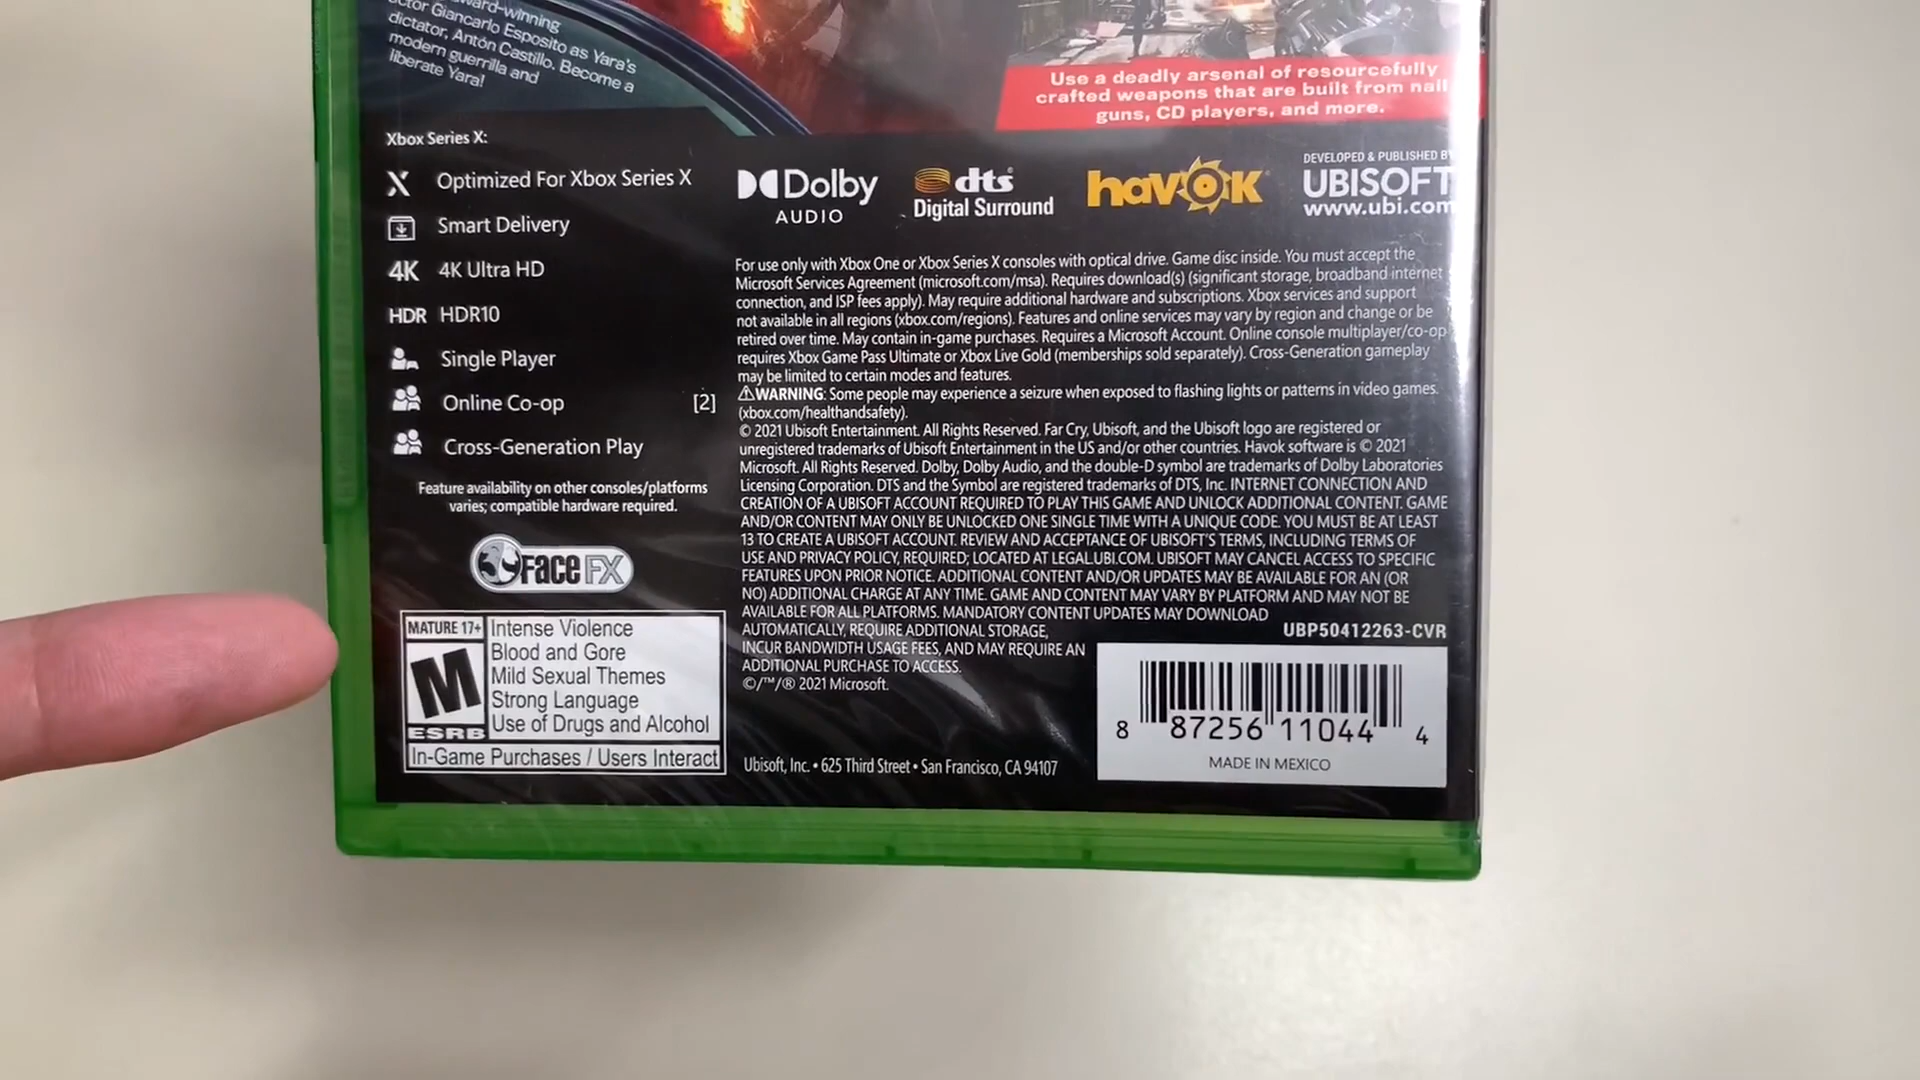 award-winning
actor Giancarlo Esposito as Yara's
dictator, Antón Castillo. Become a
modern guerrilla and
liberate Yara!
Use a deadly arsenal of resourcefully
crafted weapons that are built from nail
guns, CD players, and more.
Xbox Series X:
X Optimized For Xbox Series X
Smart Delivery
4K 4K Ultra HD
HDR HDR10
Single Player
Online Co-op [2]
Cross-Generation Play
Feature availability on other consoles/platforms
varies; compatible hardware required.
FACE FX
Dolby
AUDIO
dts
Digital Surround
havok
DEVELOPED & PUBLISHED BY
UBISOFT
www.ubi.com
For use only with Xbox One or Xbox Series X consoles with optical drive. Game disc inside. You must accept the
Microsoft Services Agreement (microsoft.com/msa). Requires download(s) (significant storage, broadband internet
connection, and ISP fees apply). May require additional hardware and subscriptions. Xbox services and support
not available in all regions (xbox.com/regions). Features and online services may vary by region and change or be
retired over time. May contain in-game purchases. Requires a Microsoft Account. Online console multiplayer/co-op
requires Xbox Game Pass Ultimate or Xbox Live Gold (memberships sold separately). Cross-Generation gameplay
may be limited to certain modes and features.
⚠WARNING: Some people may experience a seizure when exposed to flashing lights or patterns in video games.
(xbox.com/healthandsafety).
© 2021 Ubisoft Entertainment. All Rights Reserved. Far Cry, Ubisoft, and the Ubisoft logo are registered or
unregistered trademarks of Ubisoft Entertainment in the US and/or other countries. Havok software is © 2021
Microsoft. All Rights Reserved. Dolby, Dolby Audio, and the double-D symbol are trademarks of Dolby Laboratories
Licensing Corporation. DTS and the Symbol are registered trademarks of DTS, Inc. INTERNET CONNECTION AND
CREATION OF A UBISOFT ACCOUNT REQUIRED TO PLAY THIS GAME AND UNLOCK ADDITIONAL CONTENT. GAME
AND/OR CONTENT MAY ONLY BE UNLOCKED ONE SINGLE TIME WITH A UNIQUE CODE. YOU MUST BE AT LEAST
13 TO CREATE A UBISOFT ACCOUNT. REVIEW AND ACCEPTANCE OF UBISOFT'S TERMS, INCLUDING TERMS OF
USE AND PRIVACY POLICY, REQUIRED; LOCATED AT LEGAL.UBI.COM. UBISOFT MAY CANCEL ACCESS TO SPECIFIC
FEATURES UPON PRIOR NOTICE. ADDITIONAL CONTENT AND/OR UPDATES MAY BE AVAILABLE FOR AN (OR
NO) ADDITIONAL CHARGE AT ANY TIME. GAME AND CONTENT MAY VARY BY PLATFORM AND MAY NOT BE
AVAILABLE FOR ALL PLATFORMS. MANDATORY CONTENT UPDATES MAY DOWNLOAD
AUTOMATICALLY, REQUIRE ADDITIONAL STORAGE,
INCUR BANDWIDTH USAGE FEES, AND MAY REQUIRE AN
ADDITIONAL PURCHASE TO ACCESS.
©/™/® 2021 Microsoft.
UBP50412263-CVR
MATURE 17+
M
ESRB
Intense Violence
Blood and Gore
Mild Sexual Themes
Strong Language
Use of Drugs and Alcohol
In-Game Purchases / Users Interact
Ubisoft, Inc. • 625 Third Street • San Francisco, CA 94107
8 87256 11044 4
MADE IN MEXICO